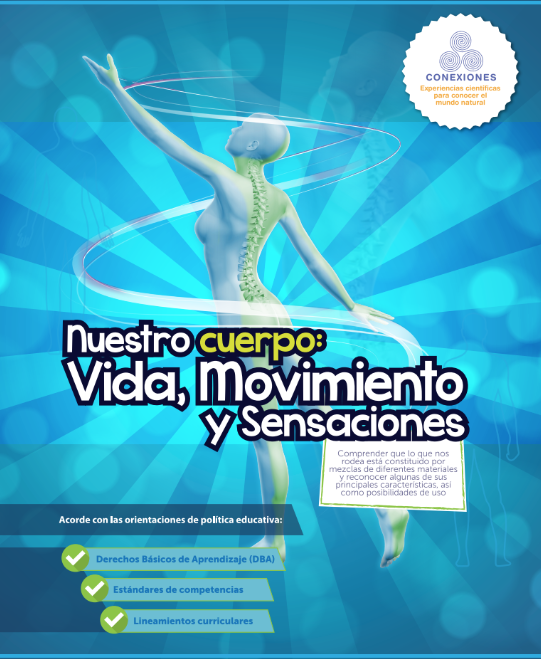 CONEXIONES
Experiencias científicas
para conocer el
mundo natural
Nuestro cuerpo:
Vida, Movimiento
y Sensaciones
Comprender que lo que nos
rodea está constituido por
mezclas de diferentes materiales
y reconocer algunas de sus
principales características, así
como posibilidades de uso
Acorde con las orientaciones de política educativa:
Derechos Básicos de Aprendizaje (DBA)
Estándares de competencias
Lineamientos curriculares